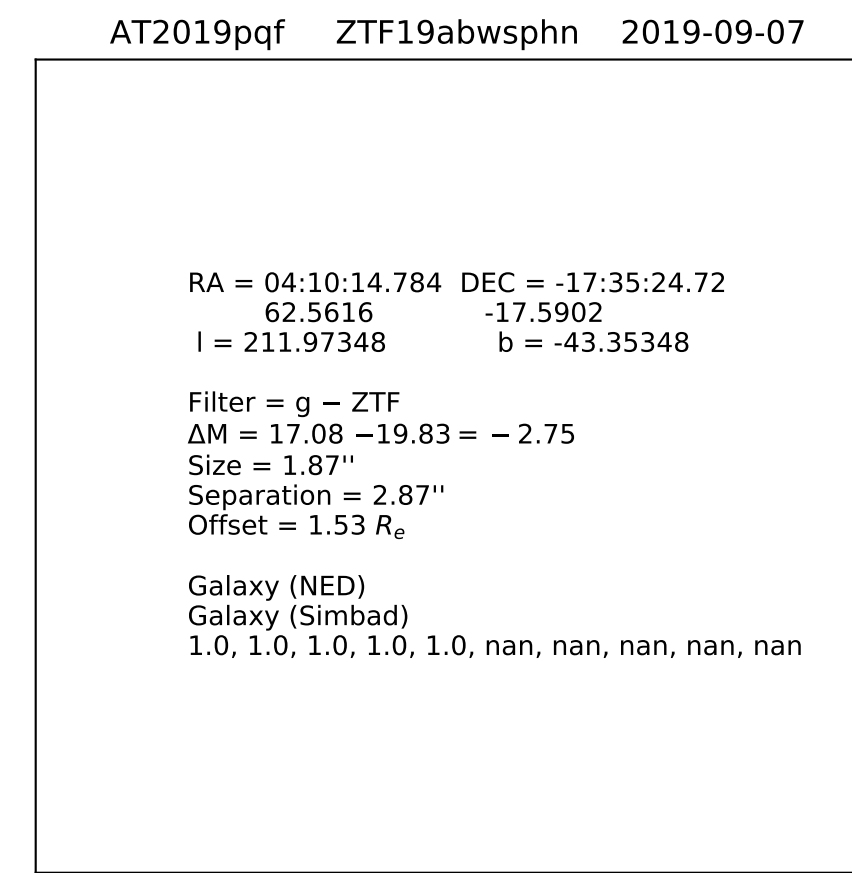 AT2019pqf ZTF19abwsphn 2019-09-07
RA = 04:10:14.784 DEC = -17:35:24.72
62.5616 -17.5902
l = 211.97348 b = -43.35348
Filter = g − ZTF
ΔM = 17.08 −19.83 = − 2.75
Size = 1.87''
Separation = 2.87''
Offset = 1.53 Rₑ
Galaxy (NED)
Galaxy (Simbad)
1.0, 1.0, 1.0, 1.0, 1.0, nan, nan, nan, nan, nan